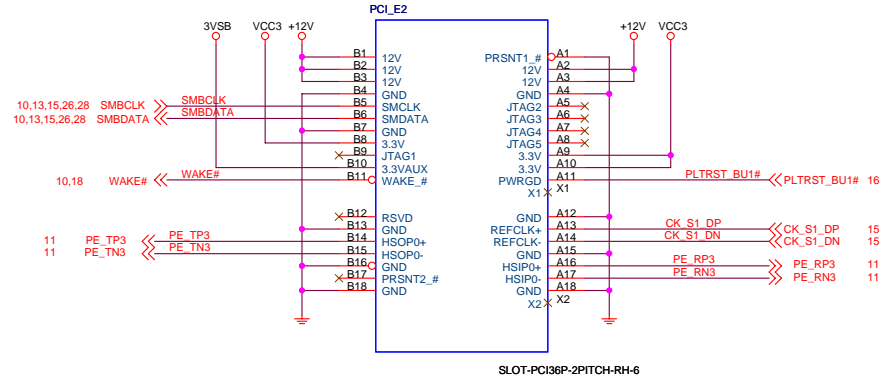 PCI_E2
3VSB VCC3 +12V +12V VCC3
B1 12V PRSNT1_# A1
B2 12V 12V A2
B3 12V 12V A3
B4 GND GND A4
10,13,15,26,28 SMBCLK SMBCLK B5 SMCLK JTAG2 A5
10,13,15,26,28 SMBDATA SMBDATA B6 SMDATA JTAG3 A6
B7 GND JTAG4 A7
B8 3.3V JTAG5 A8
B9 JTAG1 3.3V A9
B10 3.3VAUX 3.3V A10
10,18 WAKE# WAKE# B11 WAKE_# PWRGD A11 PLTRST_BU1# PLTRST_BU1# 16
X1 X1
B12 RSVD GND A12
B13 GND REFCLK+ A13 CK_S1_DP CK_S1_DP 15
11 PE_TP3 PE_TP3 B14 HSOP0+ REFCLK- A14 CK_S1_DN CK_S1_DN 15
11 PE_TN3 PE_TN3 B15 HSOP0- GND A15
B16 GND HSIP0+ A16 PE_RP3 PE_RP3 11
B17 PRSNT2_# HSIP0- A17 PE_RN3 PE_RN3 11
B18 GND GND A18
X2 X2
SLOT-PCI36P-2PITCH-RH-6